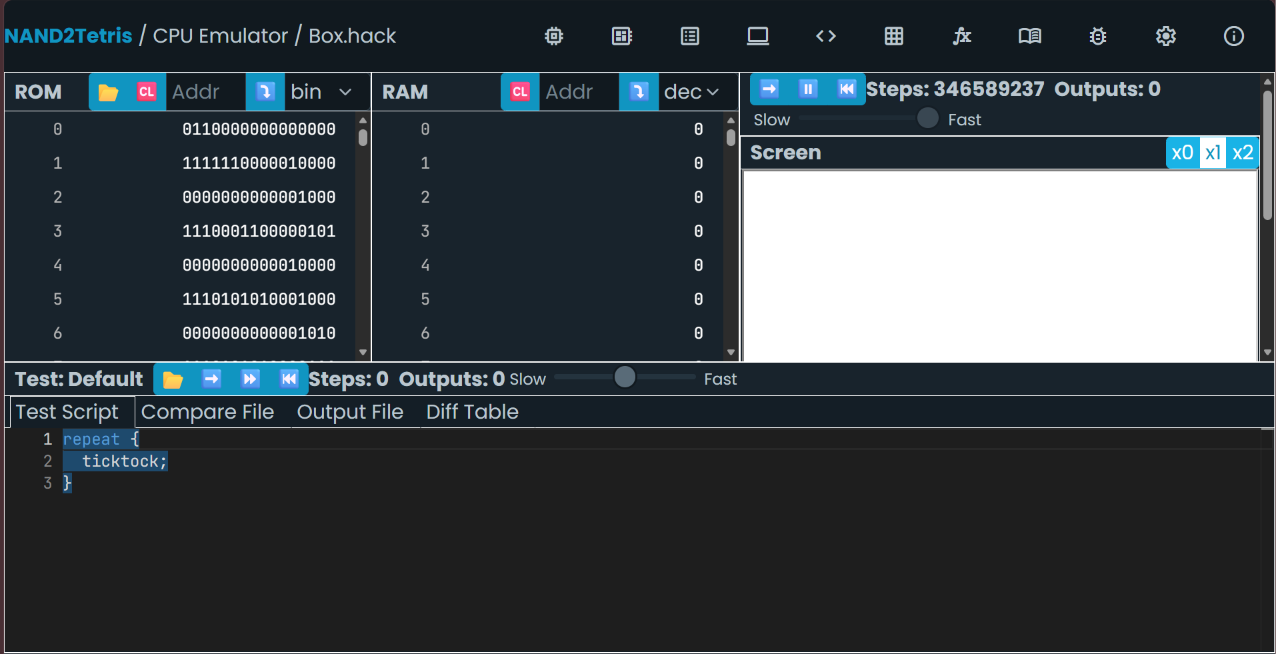 NAND2Tetris / CPU Emulator / Box.hack
ROM CL Addr bin
0 0110000000000000
1 1111110000010000
2 0000000000001000
3 1110001100000101
4 0000000000010000
5 1110101010001000
6 0000000000001010
RAM CL Addr dec
0 0
1 0
2 0
3 0
4 0
5 0
6 0
Steps: 346589237 Outputs: 0
Slow Fast
Screen x0 x1 x2
Test: Default Steps: 0 Outputs: 0 Slow Fast
Test Script Compare File Output File Diff Table
1 repeat {
2 ticktock;
3 }